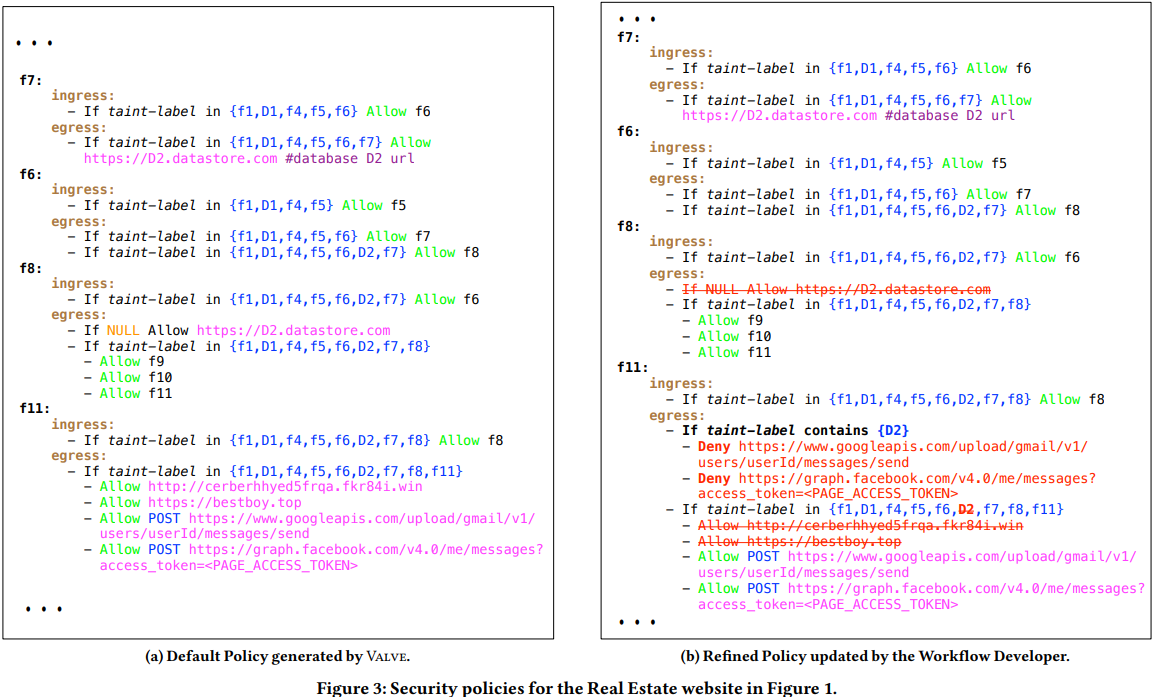 • • •
f7:
ingress:
– If taint-label in {f1,D1,f4,f5,f6} Allow f6
egress:
– If taint-label in {f1,D1,f4,f5,f6,f7} Allow
https://D2.datastore.com #database D2 url
f6:
ingress:
– If taint-label in {f1,D1,f4,f5} Allow f5
egress:
– If taint-label in {f1,D1,f4,f5,f6} Allow f7
– If taint-label in {f1,D1,f4,f5,f6,D2,f7} Allow f8
f8:
ingress:
– If taint-label in {f1,D1,f4,f5,f6,D2,f7} Allow f6
egress:
– If NULL Allow https://D2.datastore.com
– If taint-label in {f1,D1,f4,f5,f6,D2,f7,f8}
– Allow f9
– Allow f10
– Allow f11
f11:
ingress:
– If taint-label in {f1,D1,f4,f5,f6,D2,f7,f8} Allow f8
egress:
– If taint-label in {f1,D1,f4,f5,f6,D2,f7,f8,f11}
– Allow http://cerberhhyed5frqa.fkr84i.win
– Allow https://bestboy.top
– Allow POST https://www.googleapis.com/upload/gmail/v1/
users/userId/messages/send
– Allow POST https://graph.facebook.com/v4.0/me/messages?
access_token=<PAGE_ACCESS_TOKEN>
• • •
(a) Default Policy generated by VALVE.
• • •
f7:
ingress:
– If taint-label in {f1,D1,f4,f5,f6} Allow f6
egress:
– If taint-label in {f1,D1,f4,f5,f6,f7} Allow
https://D2.datastore.com #database D2 url
f6:
ingress:
– If taint-label in {f1,D1,f4,f5} Allow f5
egress:
– If taint-label in {f1,D1,f4,f5,f6} Allow f7
– If taint-label in {f1,D1,f4,f5,f6,D2,f7} Allow f8
f8:
ingress:
– If taint-label in {f1,D1,f4,f5,f6,D2,f7} Allow f6
egress:
– If NULL Allow https://D2.datastore.com
– If taint-label in {f1,D1,f4,f5,f6,D2,f7,f8}
– Allow f9
– Allow f10
– Allow f11
f11:
ingress:
– If taint-label in {f1,D1,f4,f5,f6,D2,f7,f8} Allow f8
egress:
– If taint-label contains {D2}
– Deny https://www.googleapis.com/upload/gmail/v1/
users/userId/messages/send
– Deny https://graph.facebook.com/v4.0/me/messages?
access_token=<PAGE_ACCESS_TOKEN>
– If taint-label in {f1,D1,f4,f5,f6,D2,f7,f8,f11}
– Allow http://cerberhhyed5frqa.fkr84i.win
– Allow https://bestboy.top
– Allow POST https://www.googleapis.com/upload/gmail/v1/
users/userId/messages/send
– Allow POST https://graph.facebook.com/v4.0/me/messages?
access_token=<PAGE_ACCESS_TOKEN>
• • •
(b) Refined Policy updated by the Workflow Developer.
Figure 3: Security policies for the Real Estate website in Figure 1.